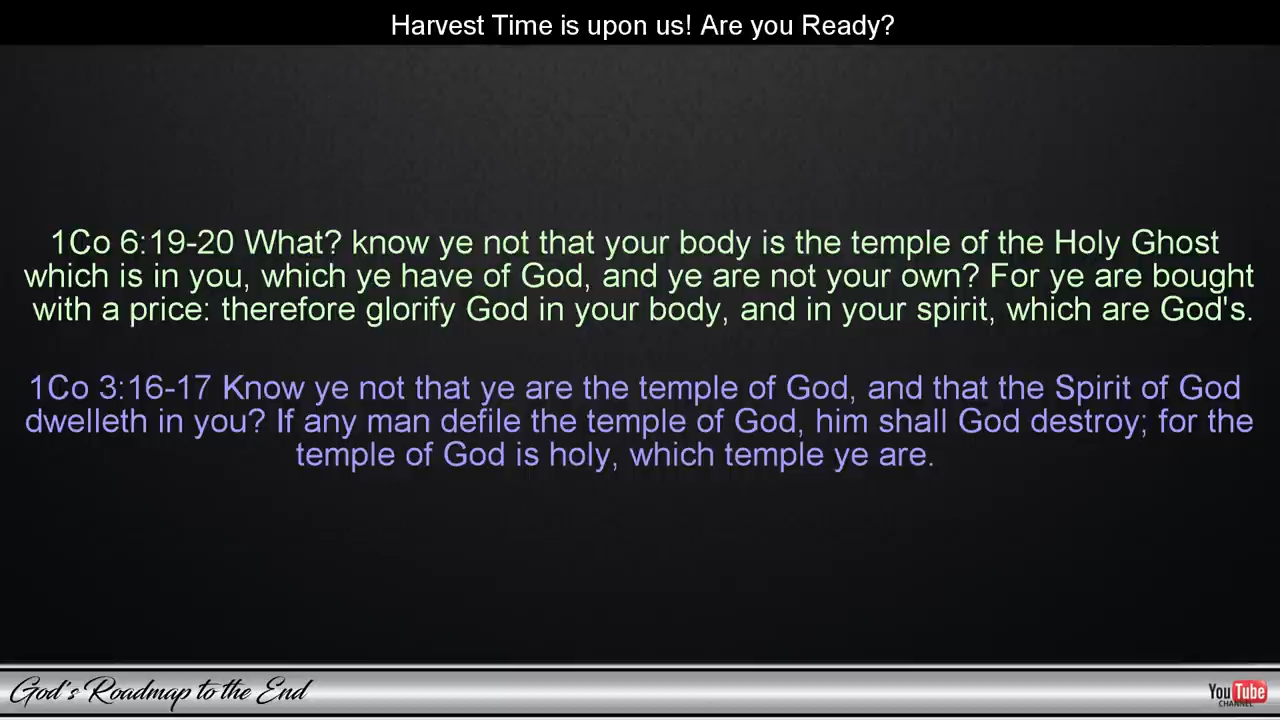 Harvest Time is upon us! Are you Ready?
1Co 6:19-20 What? know ye not that your body is the temple of the Holy Ghost
which is in you, which ye have of God, and ye are not your own? For ye are bought
with a price: therefore glorify God in your body, and in your spirit, which are God's.
1Co 3:16-17 Know ye not that ye are the temple of God, and that the Spirit of God
dwelleth in you? If any man defile the temple of God, him shall God destroy; for the
temple of God is holy, which temple ye are.
God's Roadmap to the End
YouTube
CHANNEL